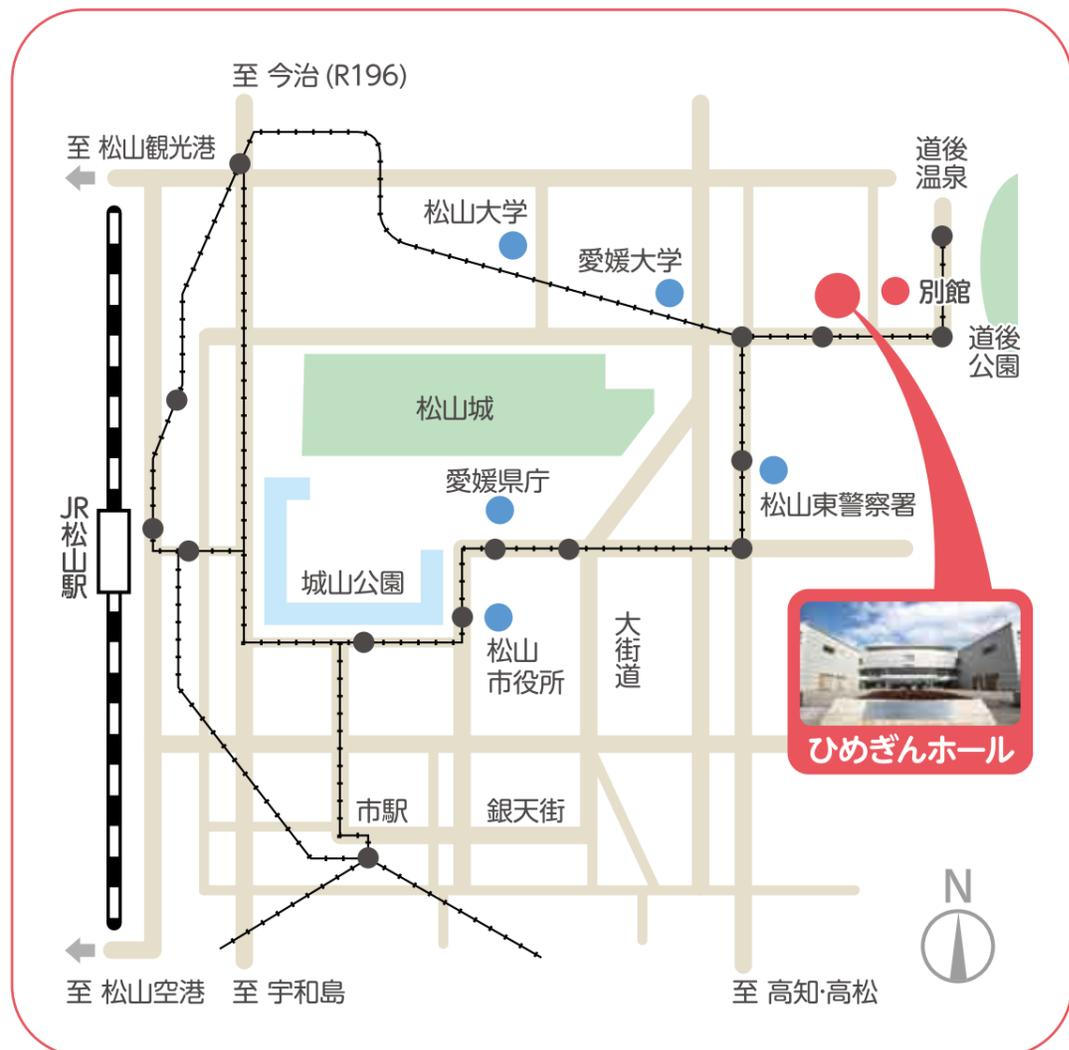 至 今治 (R196)
至 松山観光港
道後
温泉
松山大学
愛媛大学
別館
道後
公園
松山城
愛媛県庁
松山東警察署
JR
松
山
駅
城山公園
松山
市役所
大
街
道
ひめぎんホール
市駅
銀天街
N
至 松山空港
至 宇和島
至 高知・高松